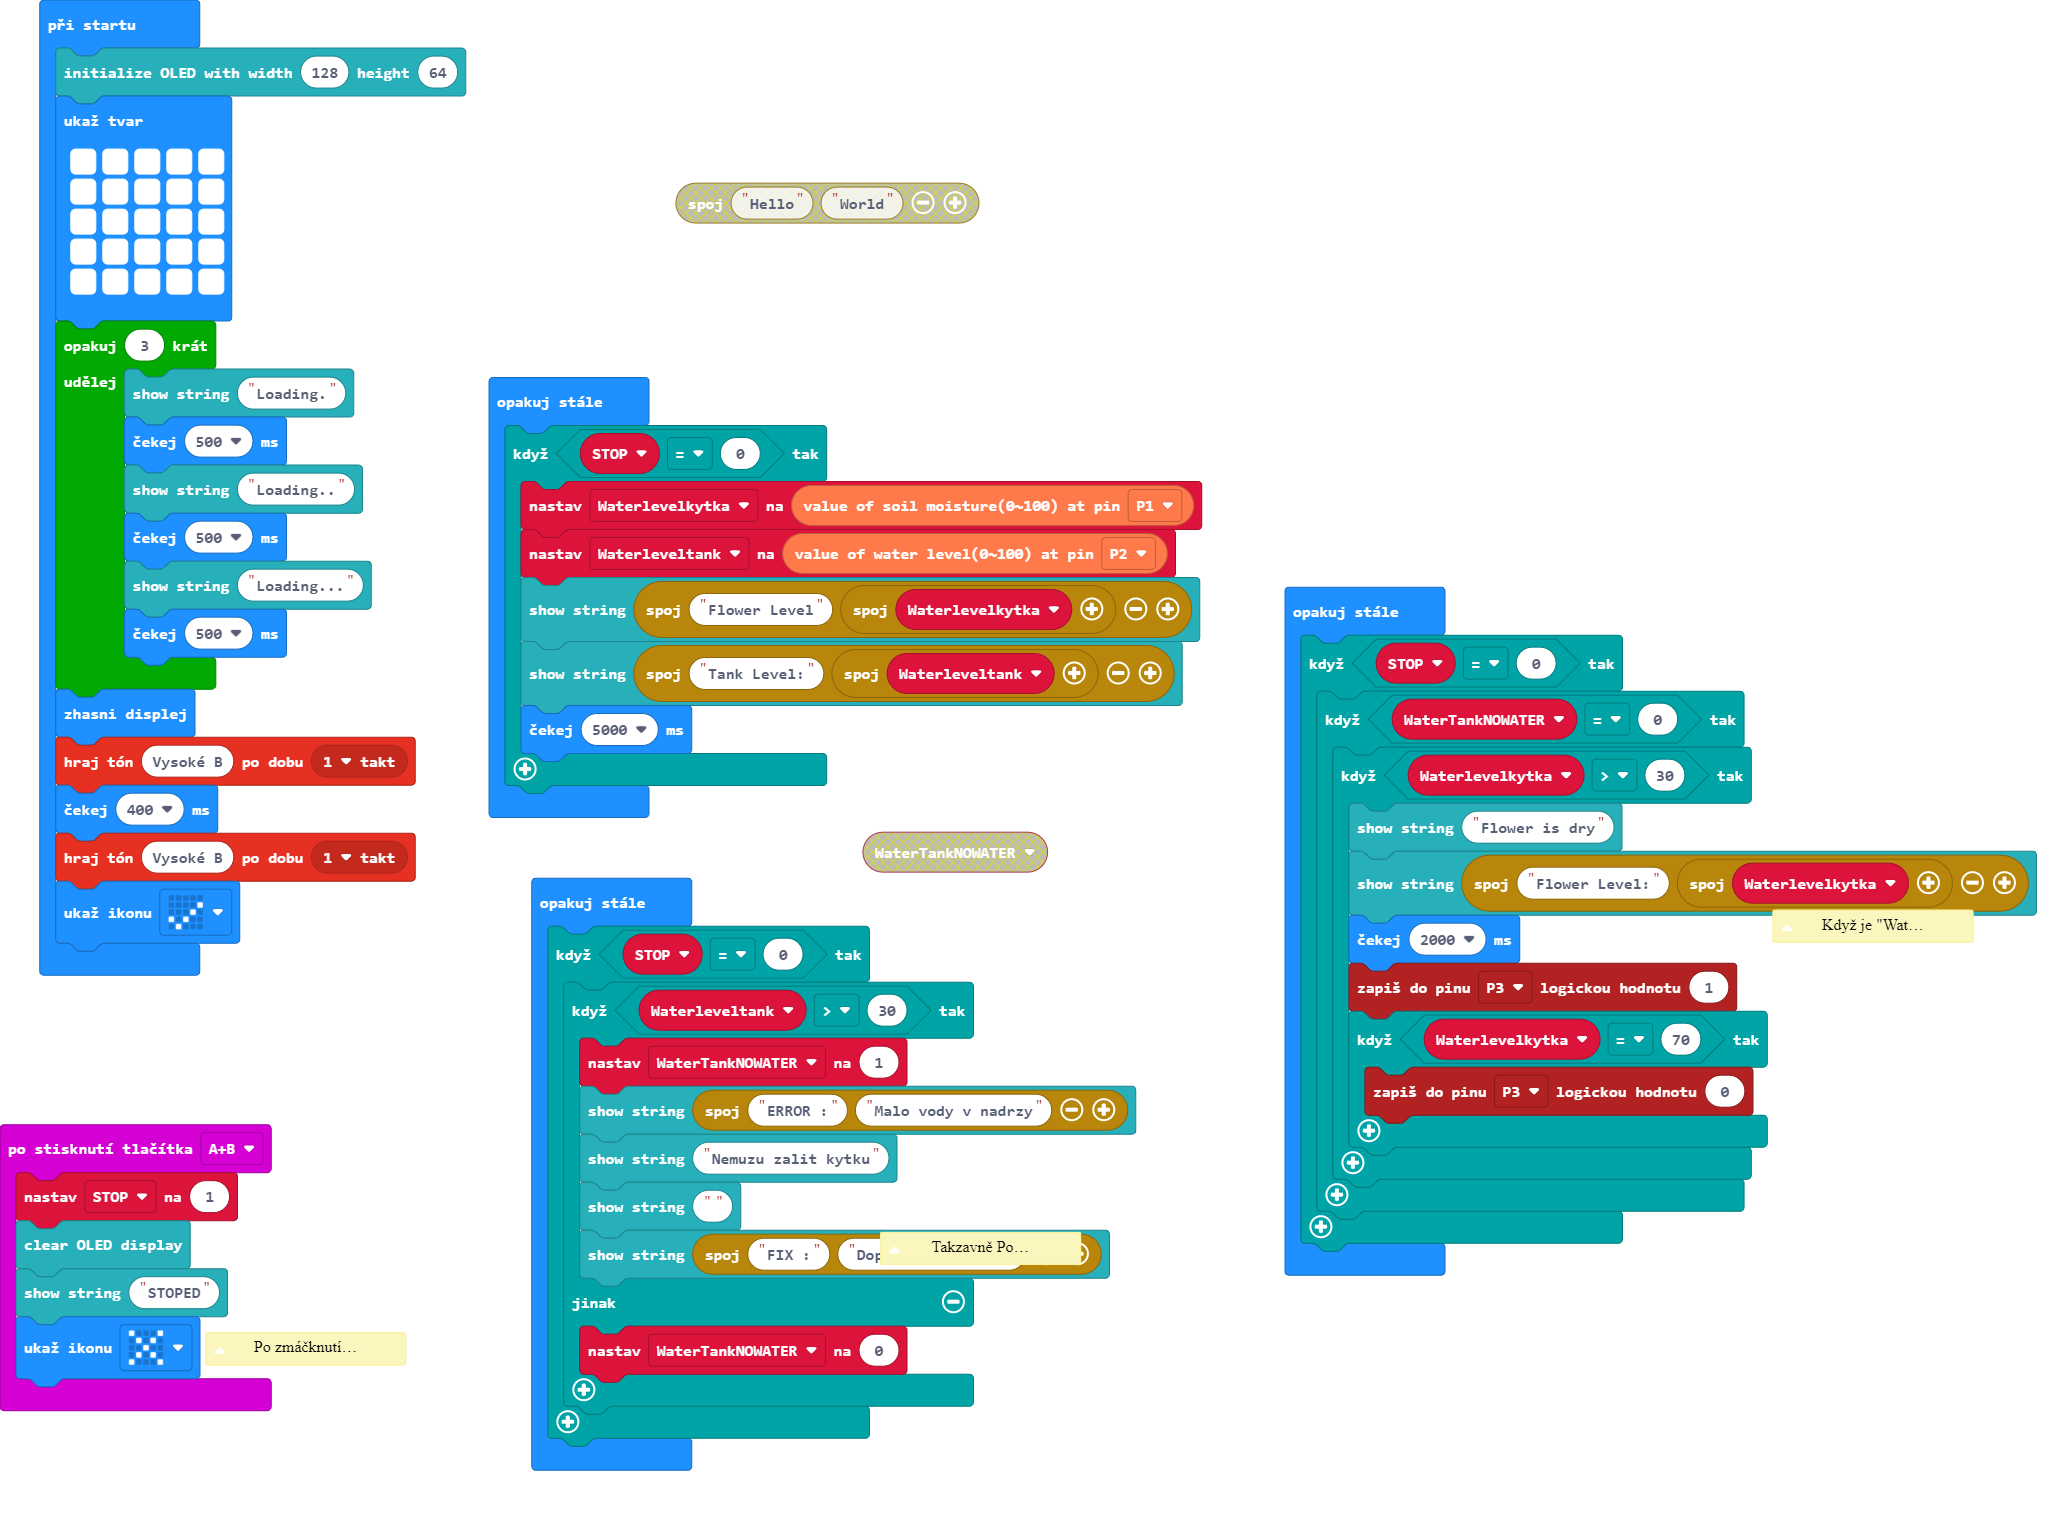 při startu
initialize OLED with width 128 height 64
ukaž tvar
opakuj 3 krát
udělej
show string "Loading."
čekej 500 ms
show string "Loading.."
čekej 500 ms
show string "Loading..."
čekej 500 ms
zhasni displej
hraj tón Vysoké B po dobu 1 takt
čekej 400 ms
hraj tón Vysoké B po dobu 1 takt
ukaž ikonu
po stisknutí tlačítka A+B
nastav STOP na 1
clear OLED display
show string "STOPED"
ukaž ikonu
Po zmáčknutí…
spoj "Hello" "World"
opakuj stále
když STOP = 0 tak
nastav Waterlevelkytka na value of soil moisture(0~100) at pin P1
nastav Waterleveltank na value of water level(0~100) at pin P2
show string spoj "Flower Level" spoj Waterlevelkytka
show string spoj "Tank Level:" spoj Waterleveltank
čekej 5000 ms
WaterTankNOWATER
opakuj stále
když STOP = 0 tak
když Waterleveltank > 30 tak
nastav WaterTankNOWATER na 1
show string spoj "ERROR :" "Malo vody v nadrzy"
show string "Nemuzu zalit kytku"
show string " "
show string spoj "FIX :"
Takzavně Po…
jinak
nastav WaterTankNOWATER na 0
opakuj stále
když STOP = 0 tak
když WaterTankNOWATER = 0 tak
když Waterlevelkytka > 30 tak
show string "Flower is dry"
show string spoj "Flower Level:" spoj Waterlevelkytka
Když je "Wat…
čekej 2000 ms
zapiš do pinu P3 logickou hodnotu 1
když Waterlevelkytka = 70 tak
zapiš do pinu P3 logickou hodnotu 0